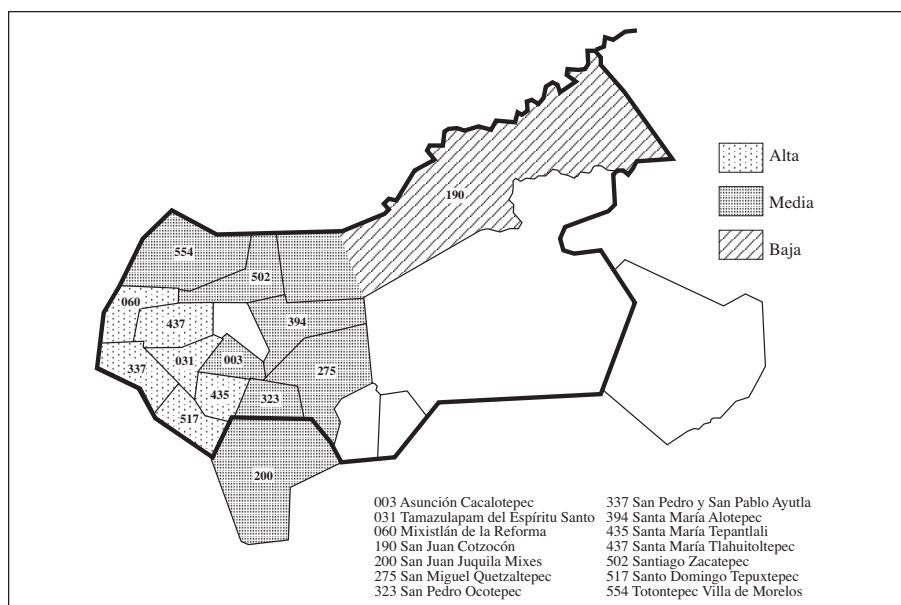 Alta
190
Media
554
Baja
502
060
437
394
031
003
337
275
435
323
517
200
003 Asunción Cacalotepec
031 Tamazulapam del Espíritu Santo
060 Mixistlán de la Reforma
190 San Juan Cotzocón
200 San Juan Juquila Mixes
275 San Miguel Quetzaltepec
323 San Pedro Ocotepec
337 San Pedro y San Pablo Ayutla
394 Santa María Alotepec
435 Santa María Tepantlali
437 Santa María Tlahuitoltepec
502 Santiago Zacatepec
517 Santo Domingo Tepuxtepec
554 Totontepec Villa de Morelos